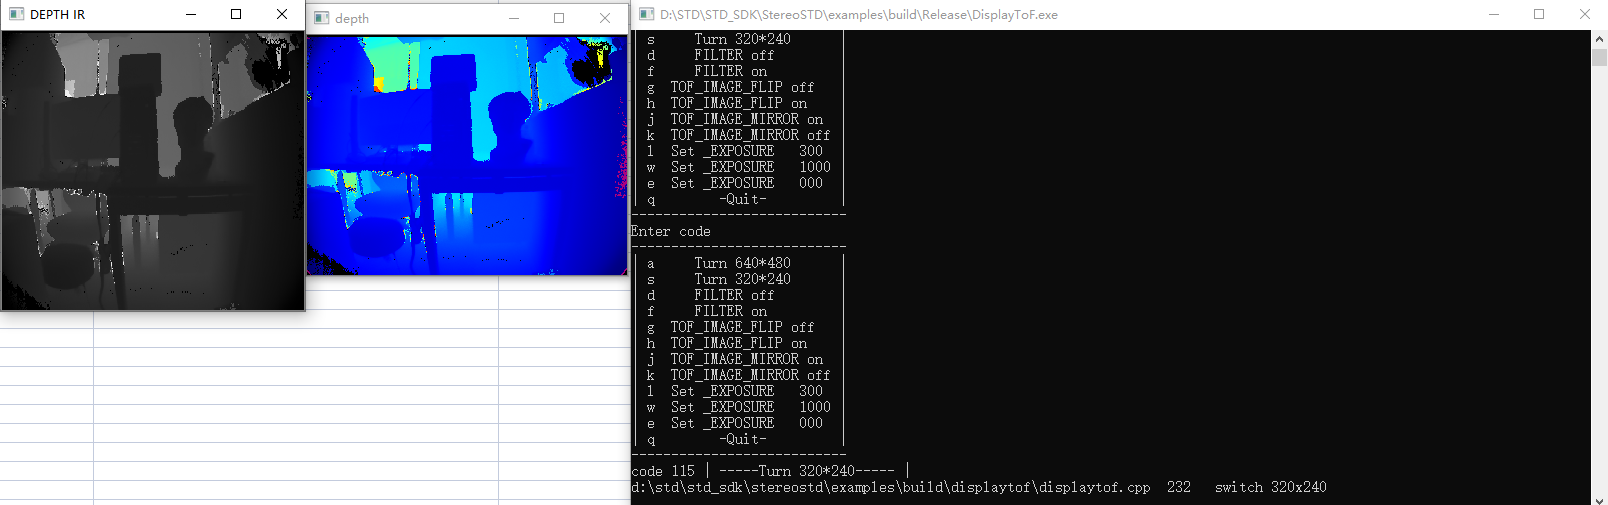 DEPTH IR
depth
D:\STD\STD_SDK\StereoSTD\examples\build\Release\DisplayToF.exe
| s     Turn 320*240      |
| d     FILTER off        |
| f     FILTER on         |
| g  TOF_IMAGE_FLIP off   |
| h  TOF_IMAGE_FLIP on    |
| j  TOF_IMAGE_MIRROR on  |
| k  TOF_IMAGE_MIRROR off |
| l  Set _EXPOSURE   300  |
| w  Set _EXPOSURE   1000 |
| e  Set _EXPOSURE   000  |
| q        -Quit-         |
---------------------------
Enter code
---------------------------
| a     Turn 640*480      |
| s     Turn 320*240      |
| d     FILTER off        |
| f     FILTER on         |
| g  TOF_IMAGE_FLIP off   |
| h  TOF_IMAGE_FLIP on    |
| j  TOF_IMAGE_MIRROR on  |
| k  TOF_IMAGE_MIRROR off |
| l  Set _EXPOSURE   300  |
| w  Set _EXPOSURE   1000 |
| e  Set _EXPOSURE   000  |
| q        -Quit-         |
---------------------------
code 115 | -----Turn 320*240----- |
d:\std\std_sdk\stereostd\examples\build\displaytof\displaytof.cpp  232   switch 320x240